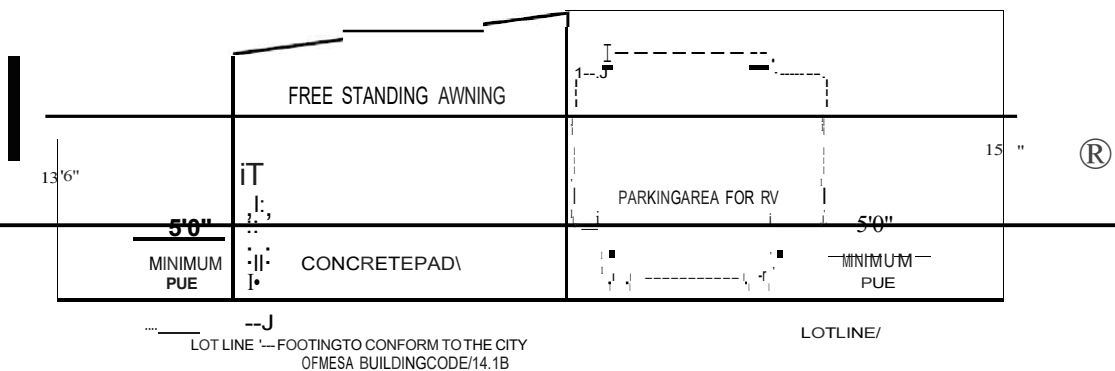 FREE STANDING AWNING
13'6"
15 "
®
PARKINGAREA FOR RV
5'0"
5'0"
MINIMUM
PUE
CONCRETEPAD\
MINIMUM
PUE
LOT LINE '--- FOOTINGTO CONFORM TO THE CITY
OFMESA BUILDINGCODE/14.1B
LOTLINE/